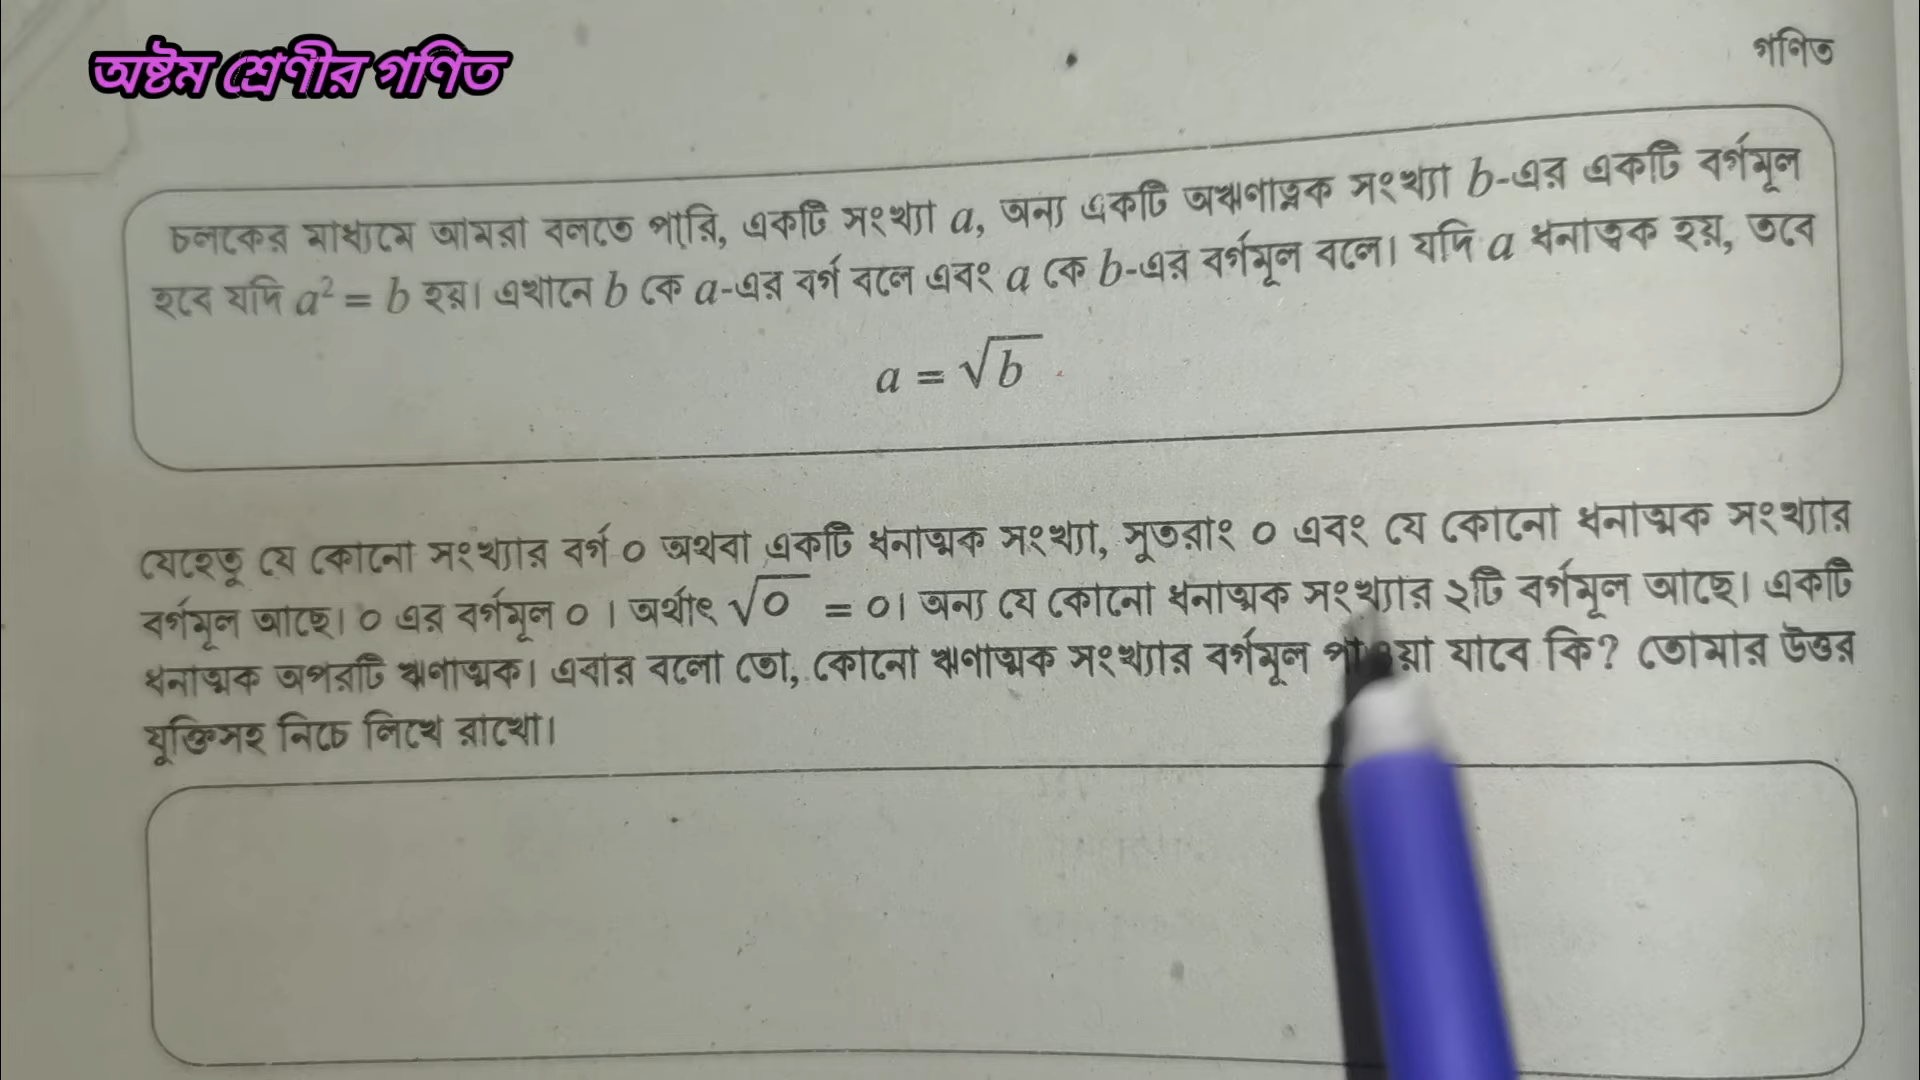 অষ্টম শ্রেণীর গণিত
গণিত
চলকের মাধ্যমে আমরা বলতে পারি, একটি সংখ্যা a, অন্য একটি অঋণাত্নক সংখ্যা b-এর একটি বর্গমূল
হবে যদি a² = b হয়। এখানে b কে a-এর বর্গ বলে এবং a কে b-এর বর্গমূল বলে। যদি a ধনাত্বক হয়, তবে
a = √b
যেহেতু যে কোনো সংখ্যার বর্গ ০ অথবা একটি ধনাত্মক সংখ্যা, সুতরাং ০ এবং যে কোনো ধনাত্মক সংখ্যার
বর্গমূল আছে। ০ এর বর্গমূল ০ । অর্থাৎ √০ = ০। অন্য যে কোনো ধনাত্মক সংখ্যার ২টি বর্গমূল আছে। একটি
ধনাত্মক অপরটি ঋণাত্মক। এবার বলো তো, কোনো ঋণাত্মক সংখ্যার বর্গমূল পাওয়া যাবে কি? তোমার উত্তর
যুক্তিসহ নিচে লিখে রাখো।